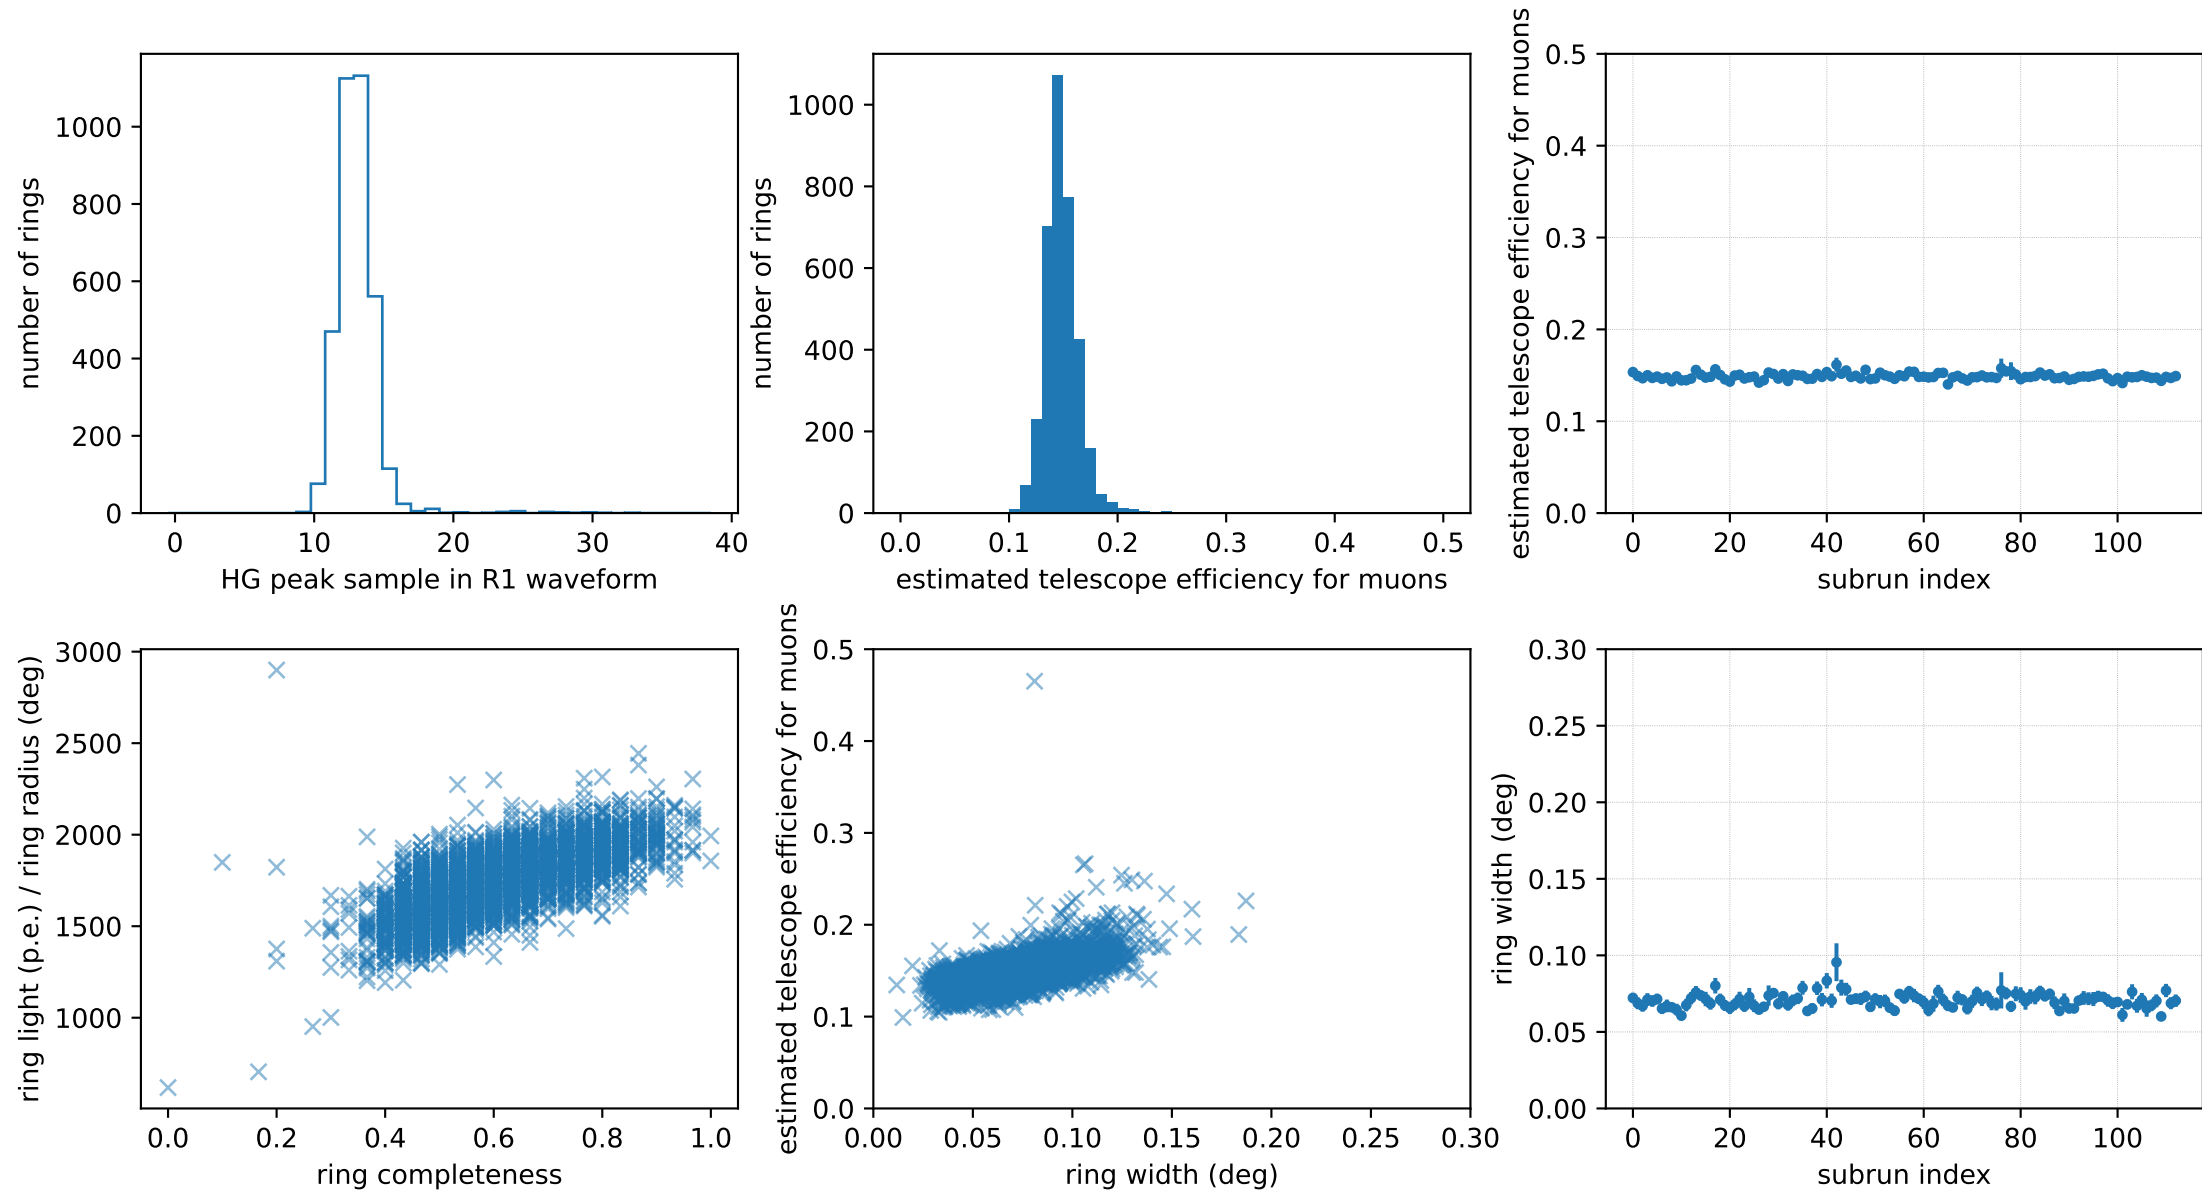 number of rings
1000
800
600
400
200
0
0 10 20 30 40
HG peak sample in R1 waveform
number of rings
1000
800
600
400
200
0
0.0 0.1 0.2 0.3 0.4 0.5
estimated telescope efficiency for muons
estimated telescope efficiency for muons
0.5
0.4
0.3
0.2
0.1
0.0
0 20 40 60 80 100
subrun index
ring light (p.e.) / ring radius (deg)
3000
2500
2000
1500
1000
0.0 0.2 0.4 0.6 0.8 1.0
ring completeness
estimated telescope efficiency for muons
0.5
0.4
0.3
0.2
0.1
0.0
0.00 0.05 0.10 0.15 0.20 0.25 0.30
ring width (deg)
ring width (deg)
0.30
0.25
0.20
0.15
0.10
0.05
0.00
0 20 40 60 80 100
subrun index